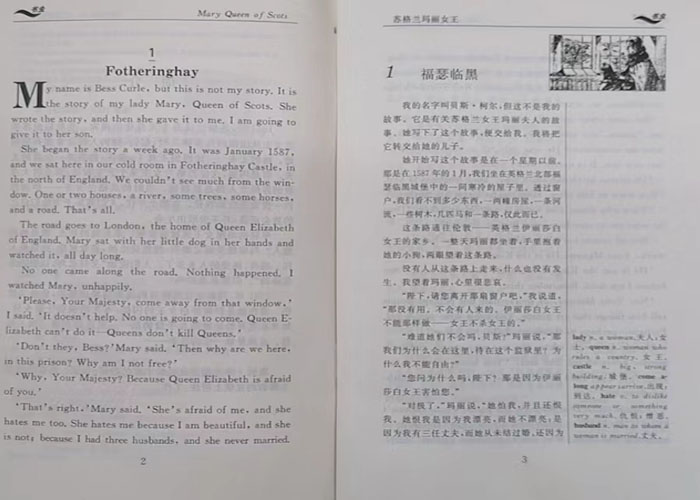 书虫
Mary Queen of Scots
1
Fotheringhay
My name is Bess Curle, but this is not my story. It is
the story of my lady Mary, Queen of Scots. She
wrote the story, and then she gave it to me. I am going to
give it to her son.
She began the story a week ago. It was January 1587,
and we sat here in our cold room in Fotheringhay Castle, in
the north of England. We couldn't see much from the win-
dow. One or two houses, a river, some trees, some horses,
and a road. That's all.
The road goes to London, the home of Queen Elizabeth
of England. Mary sat with her little dog in her hands and
watched it, all day long.
No one came along the road. Nothing happened. I
watched Mary, unhappily.
'Please, Your Majesty, come away from that window,'
I said. 'It doesn't help. No one is going to come. Queen E-
lizabeth can't do it—Queens don't kill Queens.'
'Don't they, Bess?' Mary said. 'Then why are we here,
in this prison? Why am I not free?'
'Why, Your Majesty? Because Queen Elizabeth is afraid
of you.'
'That's right,' Mary said. 'She's afraid of me, and she
hates me too. She hates me because I am beautiful, and she
is not; because I had three husbands, and she never married.
2
苏格兰玛丽女王
书虫
1 福瑟临黑
我的名字叫贝斯·柯尔,但这不是我的
故事。它是有关苏格兰女王玛丽夫人的故
事。她写下了这个故事,便交给我。我将把
它转交给她的儿子。
她开始写这个故事是在一个星期以前。
那是在1587年的1月,我们坐在英格兰北部福
瑟临黑城堡中的一间寒冷的屋子里。透过窗
户,我们看不到多少东西,一两幢房屋,一条河
流,一些树木,几匹马和一条路,仅此而已。
这条路通往伦敦——英格兰伊丽莎白
女王的家乡。一整天玛丽都坐着,手里抱着
她的小狗,两眼望着这条路。
没有人从这条路上走来,什么也没有发
生。我望着玛丽,心里很悲哀。
“陛下,请您离开那扇窗户吧,”我说道,
“那没有用。不会有人来的。伊丽莎白女王
不能那样做——女王不杀女王的。”
“难道她们不会吗,贝斯?”玛丽说,“那
我们为什么会在这里,待在这个监狱里?为
什么我不能自由?”
“您问为什么吗,陛下?那是因为伊丽
莎白女王害怕您。”
“对极了,”玛丽说,“她怕我,并且还恨
我。她恨我是因为我漂亮,而她不漂亮;是
因为我有三任丈夫,而她从未结过婚。还因为
lady n. a woman. 夫人,女
士。queen n. woman who
rules a country. 女王。
castle n. big, strong
building. 城堡。come a-
long appear; arrive. 出现,
到达。hate v. to dislike
someone or something
very much. 仇恨,憎恶。
husband n. man to whom a
woman is married. 丈夫。
3